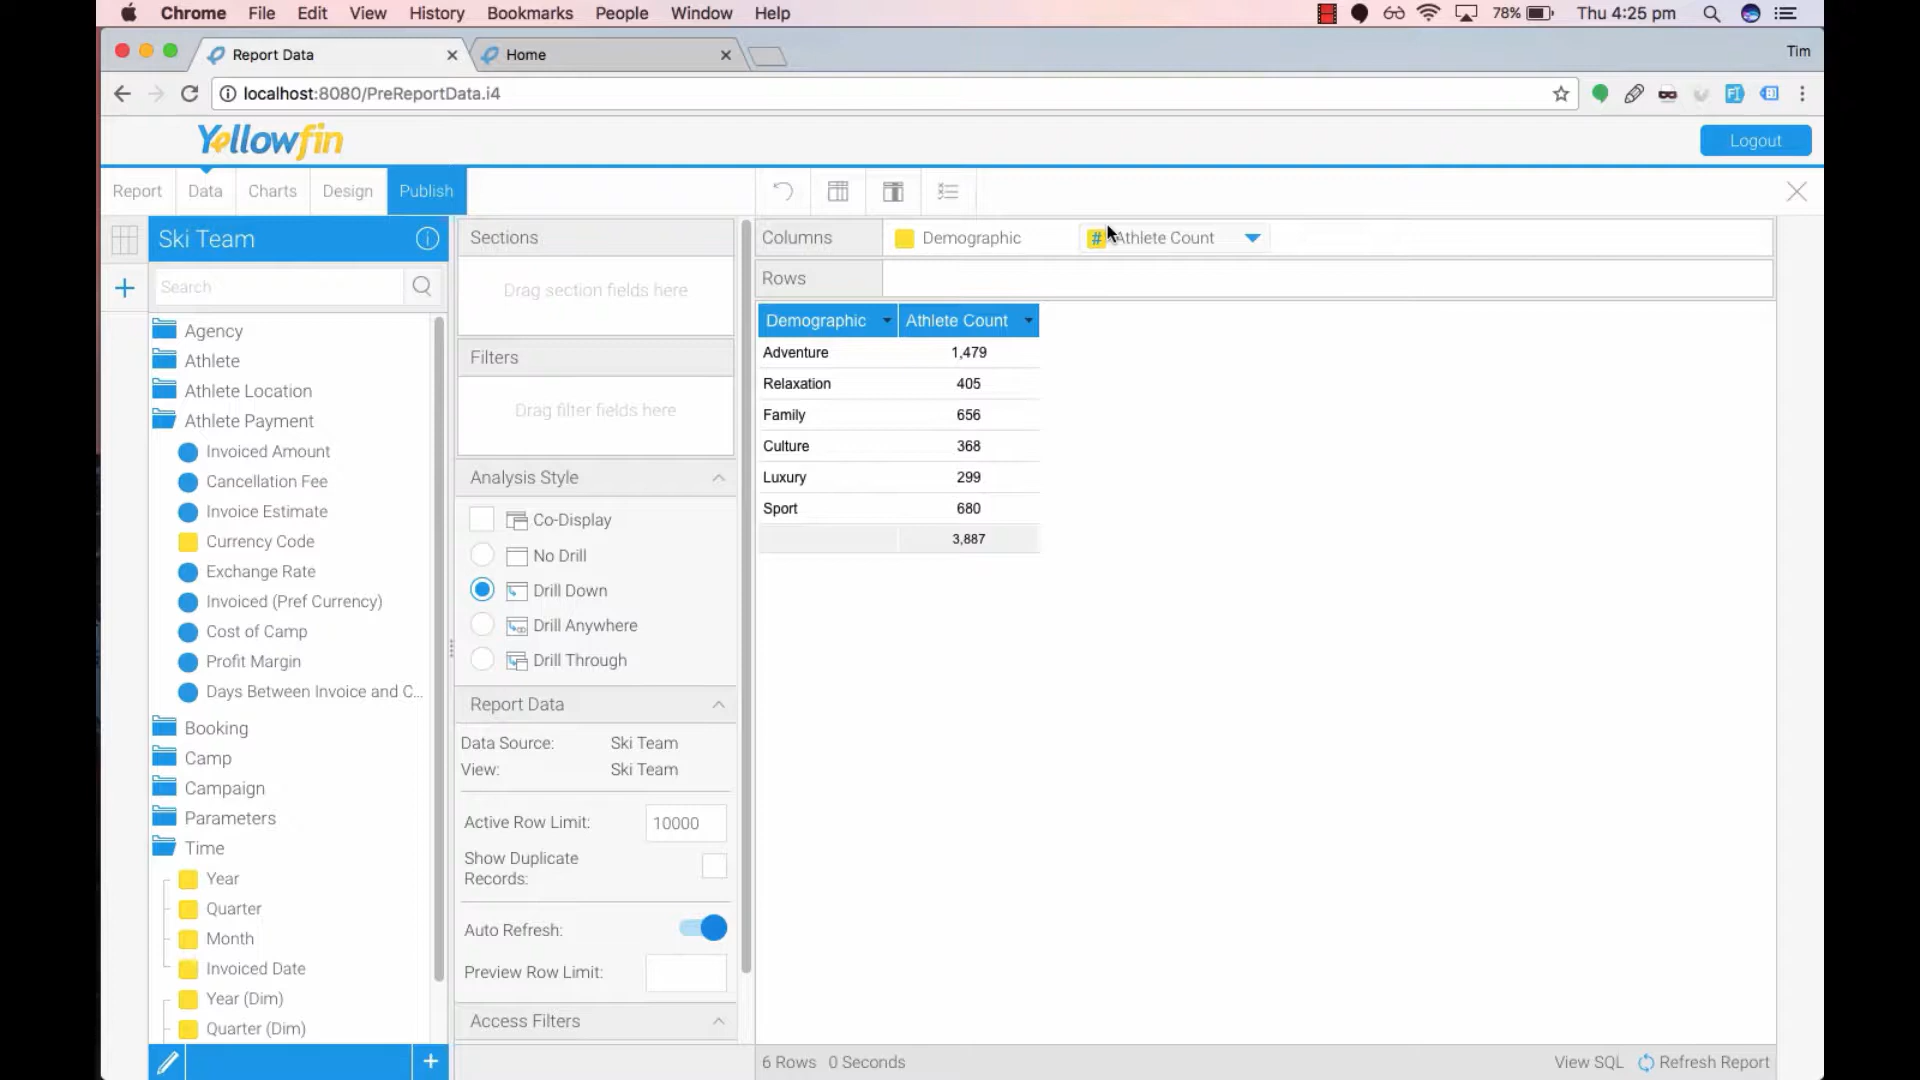 Chrome File Edit View History Bookmarks People Window Help 78% Thu 4:25 pm
Report Data Home Tim
localhost:8080/PreReportData.i4
Yellowfin Logout
Report Data Charts Design Publish
Ski Team
Search
Agency
Athlete
Athlete Location
Athlete Payment
Invoiced Amount
Cancellation Fee
Invoice Estimate
Currency Code
Exchange Rate
Invoiced (Pref Currency)
Cost of Camp
Profit Margin
Days Between Invoice and C...
Booking
Camp
Campaign
Parameters
Time
Year
Quarter
Month
Invoiced Date
Year (Dim)
Quarter (Dim)
Sections
Drag section fields here
Filters
Drag filter fields here
Analysis Style
Co-Display
No Drill
Drill Down
Drill Anywhere
Drill Through
Report Data
Data Source: Ski Team
View: Ski Team
Active Row Limit: 10000
Show Duplicate
Records:
Auto Refresh:
Preview Row Limit:
Access Filters
Columns Demographic # Athlete Count
Rows
Demographic Athlete Count
Adventure 1,479
Relaxation 405
Family 656
Culture 368
Luxury 299
Sport 680
3,887
6 Rows 0 Seconds View SQL Refresh Report